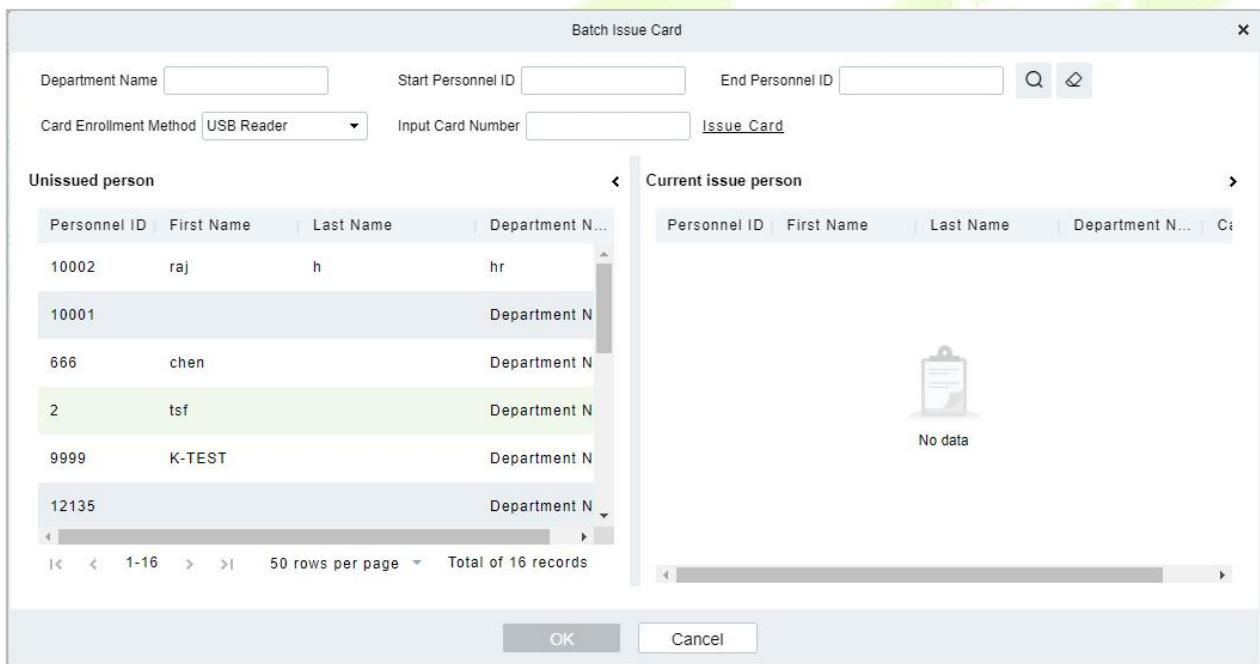 Batch Issue Card
Department Name Start Personnel ID End Personnel ID
Card Enrollment Method USB Reader Input Card Number Issue Card
Unissued person Current issue person
Personnel ID First Name Last Name Department N... Personnel ID First Name Last Name Department N... Ca
10002 raj h hr
10001 Department N
666 chen Department N
2 tsf Department N
No data
9999 K-TEST Department N
12135 Department N
1-16 50 rows per page Total of 16 records
OK Cancel